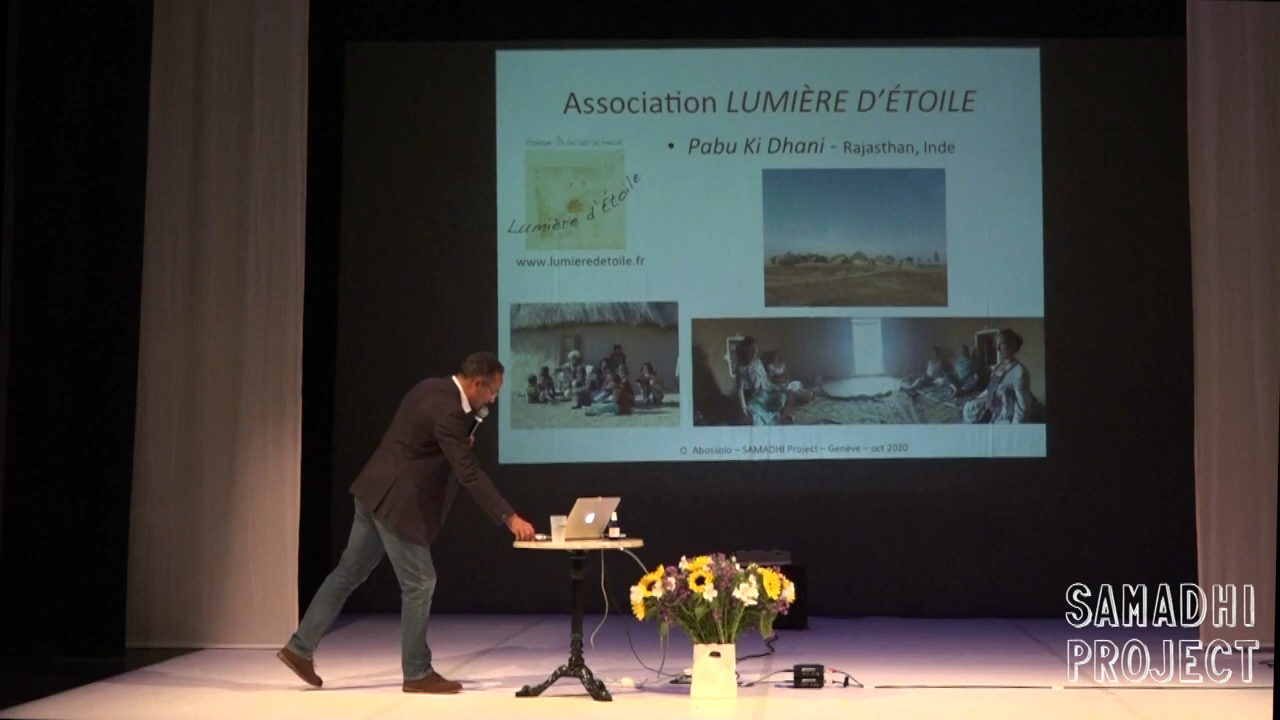 Association LUMIÈRE D'ÉTOILE
• Pabu Ki Dhani - Rajasthan, Inde
Lumière d'Étoile
www.lumieredetoile.fr
O. Abossolo – SAMADHI Project – Genève – oct 2020
SAMADHI
PROJECT